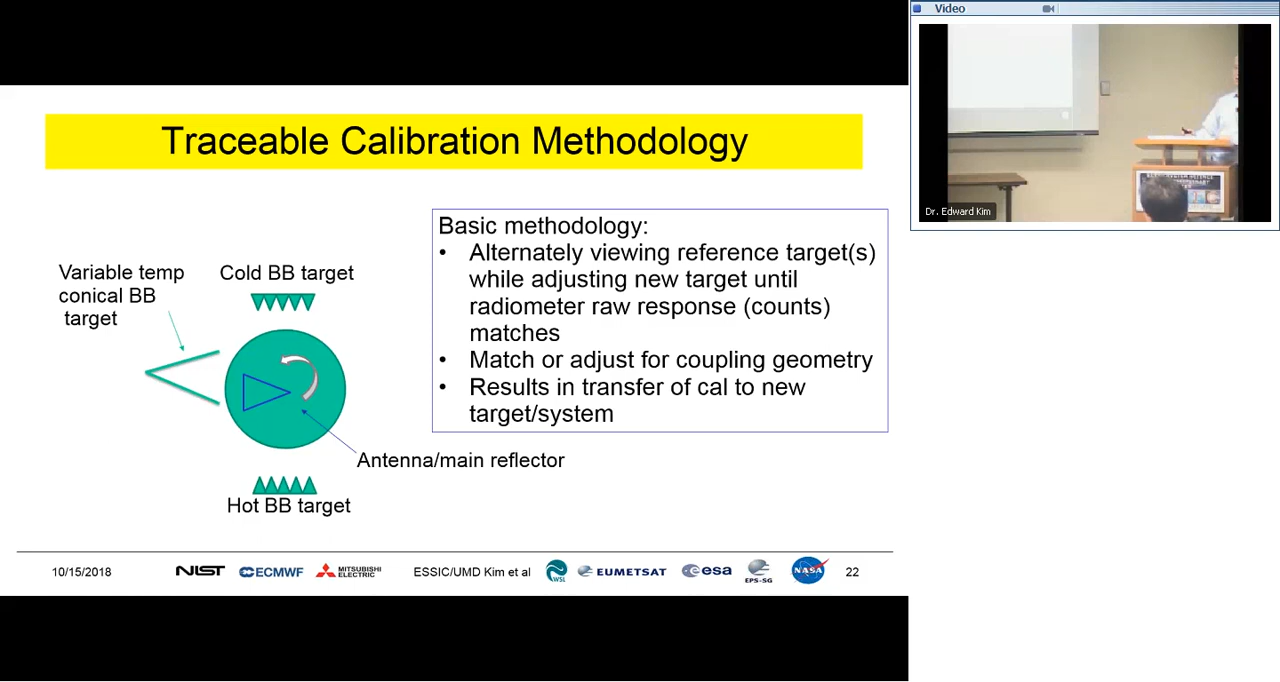 Video
Traceable Calibration Methodology
Variable temp
conical BB
target
Cold BB target
Basic methodology:
• Alternately viewing reference target(s)
while adjusting new target until
radiometer raw response (counts)
matches
• Match or adjust for coupling geometry
• Results in transfer of cal to new
target/system
Antenna/main reflector
Hot BB target
10/15/2018
NIST
ECMWF
MITSUBISHI
ELECTRIC
ESSIC/UMD Kim et al
WSL
EUMETSAT
esa
EPS-SG
NASA
22
Dr. Edward Kim